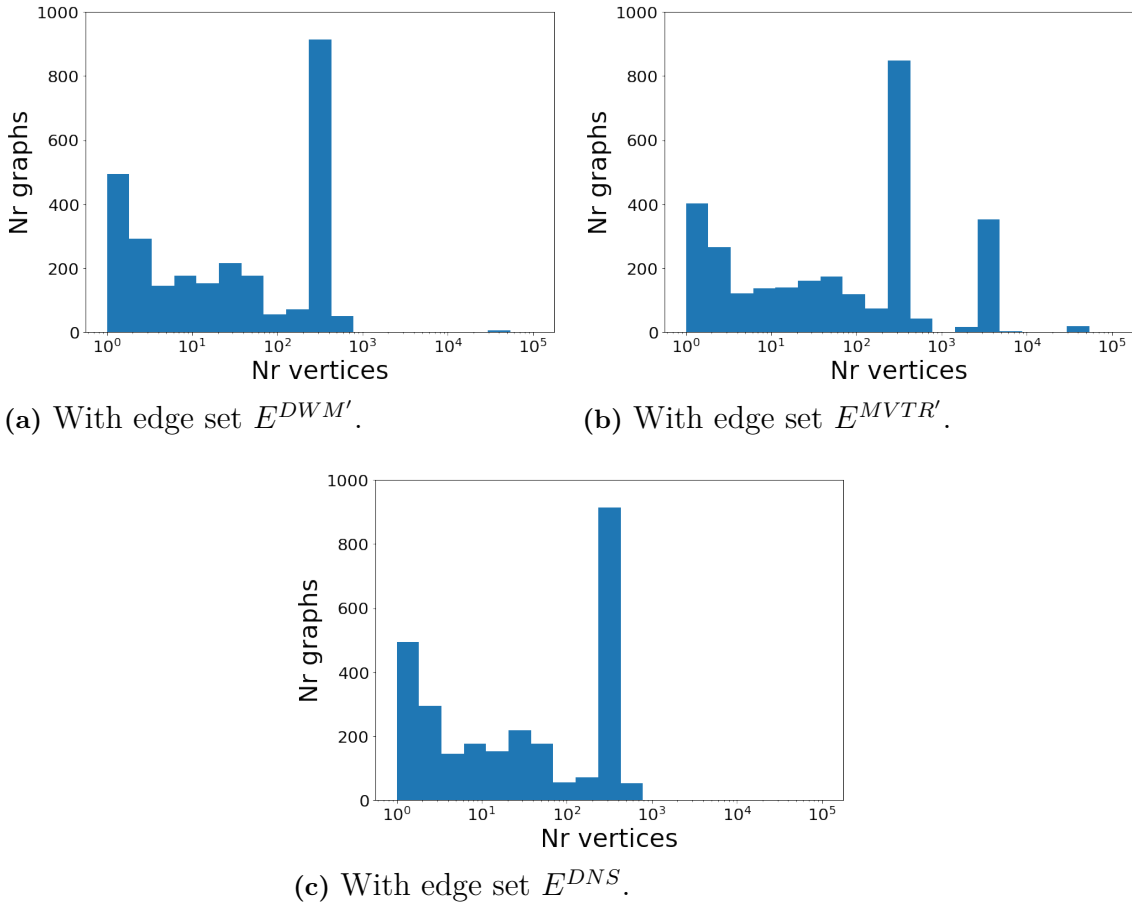 1000
800
600
400
200
0
Nr graphs
10^0 10^1 10^2 10^3 10^4 10^5
Nr vertices
(a) With edge set E^{DWM'}.
1000
800
600
400
200
0
Nr graphs
10^0 10^1 10^2 10^3 10^4 10^5
Nr vertices
(b) With edge set E^{MVTR'}.
1000
800
600
400
200
0
Nr graphs
10^0 10^1 10^2 10^3 10^4 10^5
Nr vertices
(c) With edge set E^{DNS}.